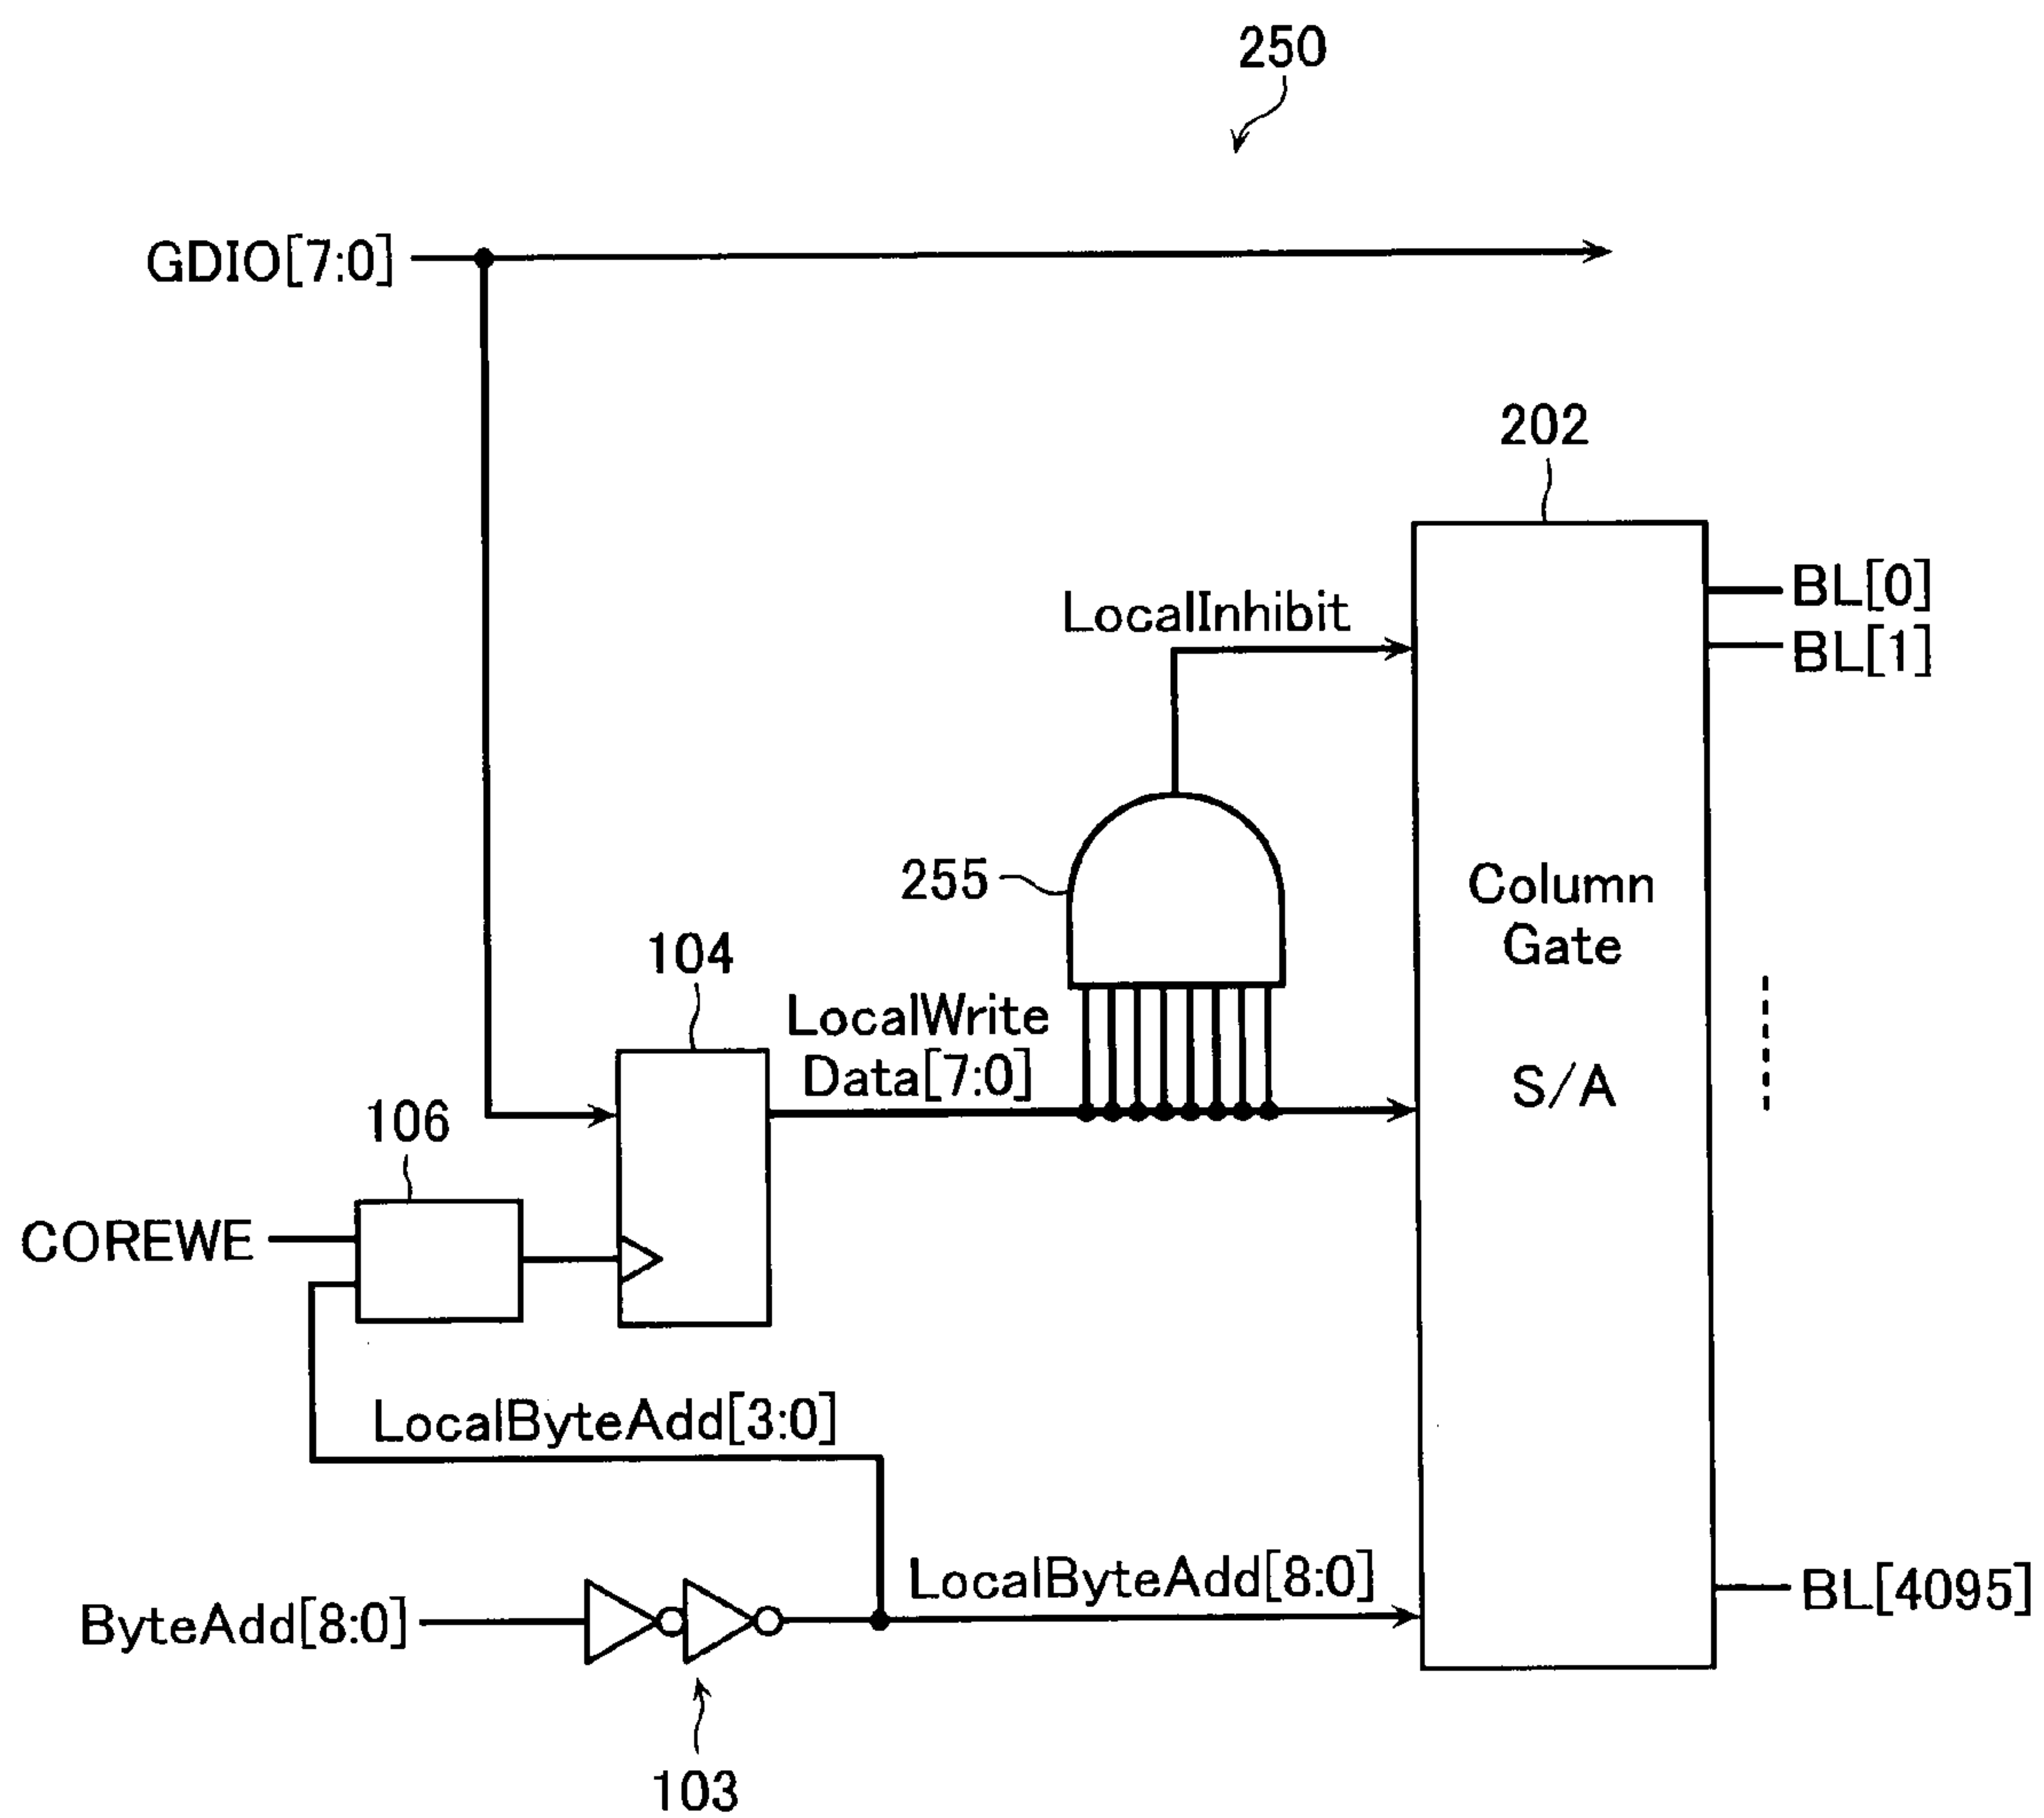 250
GDIO[7:0]
202
BL[0]
LocalInhibit
BL[1]
255
Column
Gate
104
LocalWrite
Data[7:0]
S/A
106
COREWE
LocalByteAdd[3:0]
LocalByteAdd[8:0]
BL[4095]
ByteAdd[8:0]
103